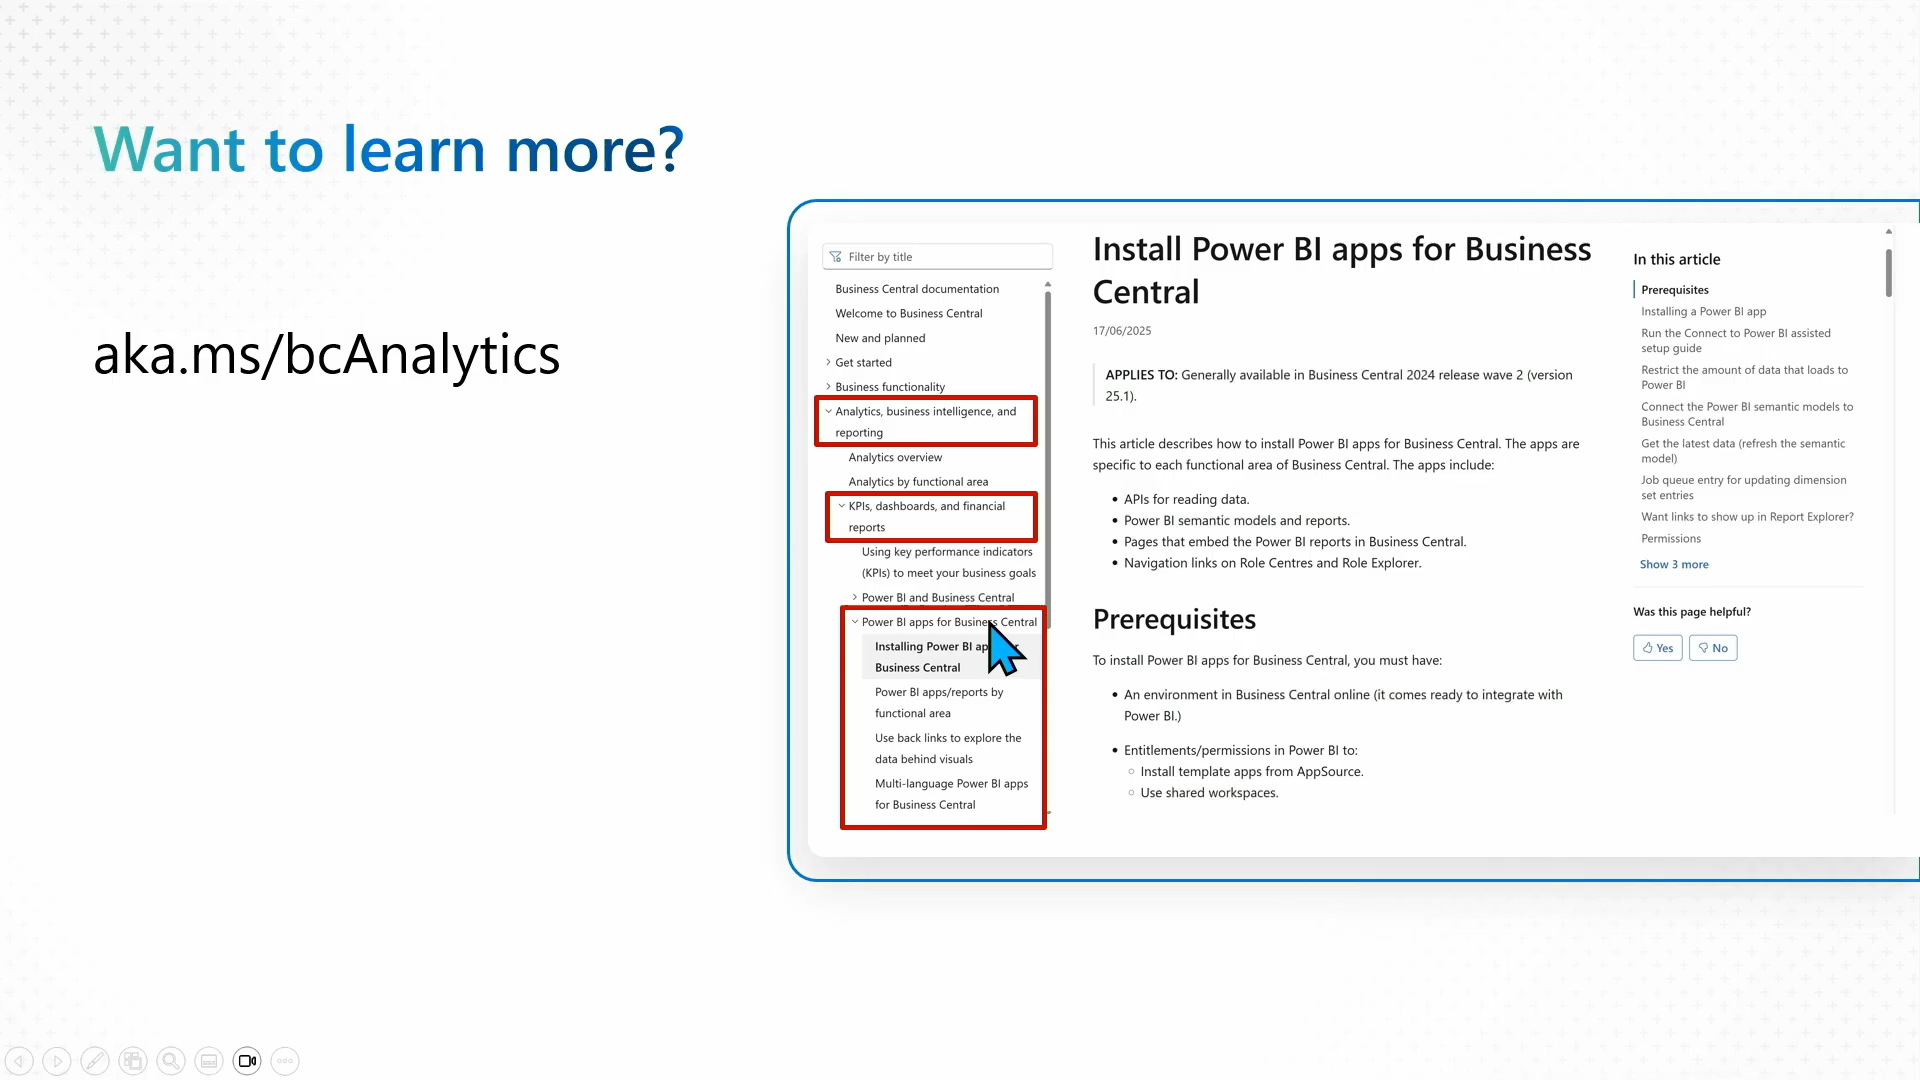 Want to learn more?
aka.ms/bcAnalytics
Filter by title
Business Central documentation
Welcome to Business Central
New and planned
Get started
Business functionality
Analytics, business intelligence, and
reporting
Analytics overview
Analytics by functional area
KPIs, dashboards, and financial
reports
Using key performance indicators
(KPIs) to meet your business goals
Power BI and Business Central
Power BI apps for Business Central
Installing Power BI
Business Central
Power BI apps/reports by
functional area
Use back links to explore the
data behind visuals
Multi-language Power BI apps
for Business Central
Install Power BI apps for Business
Central
17/06/2025
APPLIES TO: Generally available in Business Central 2024 release wave 2 (version
25.1).
This article describes how to install Power BI apps for Business Central. The apps are
specific to each functional area of Business Central. The apps include:
• APIs for reading data.
• Power BI semantic models and reports.
• Pages that embed the Power BI reports in Business Central.
• Navigation links on Role Centres and Role Explorer.
Prerequisites
To install Power BI apps for Business Central, you must have:
• An environment in Business Central online (it comes ready to integrate with
Power BI.)
• Entitlements/permissions in Power BI to:
○ Install template apps from AppSource.
○ Use shared workspaces.
In this article
Prerequisites
Installing a Power BI app
Run the Connect to Power BI assisted
setup guide
Restrict the amount of data that loads to
Power BI
Connect the Power BI semantic models to
Business Central
Get the latest data (refresh the semantic
model)
Job queue entry for updating dimension
set entries
Want links to show up in Report Explorer?
Permissions
Show 3 more
Was this page helpful?
Yes
No